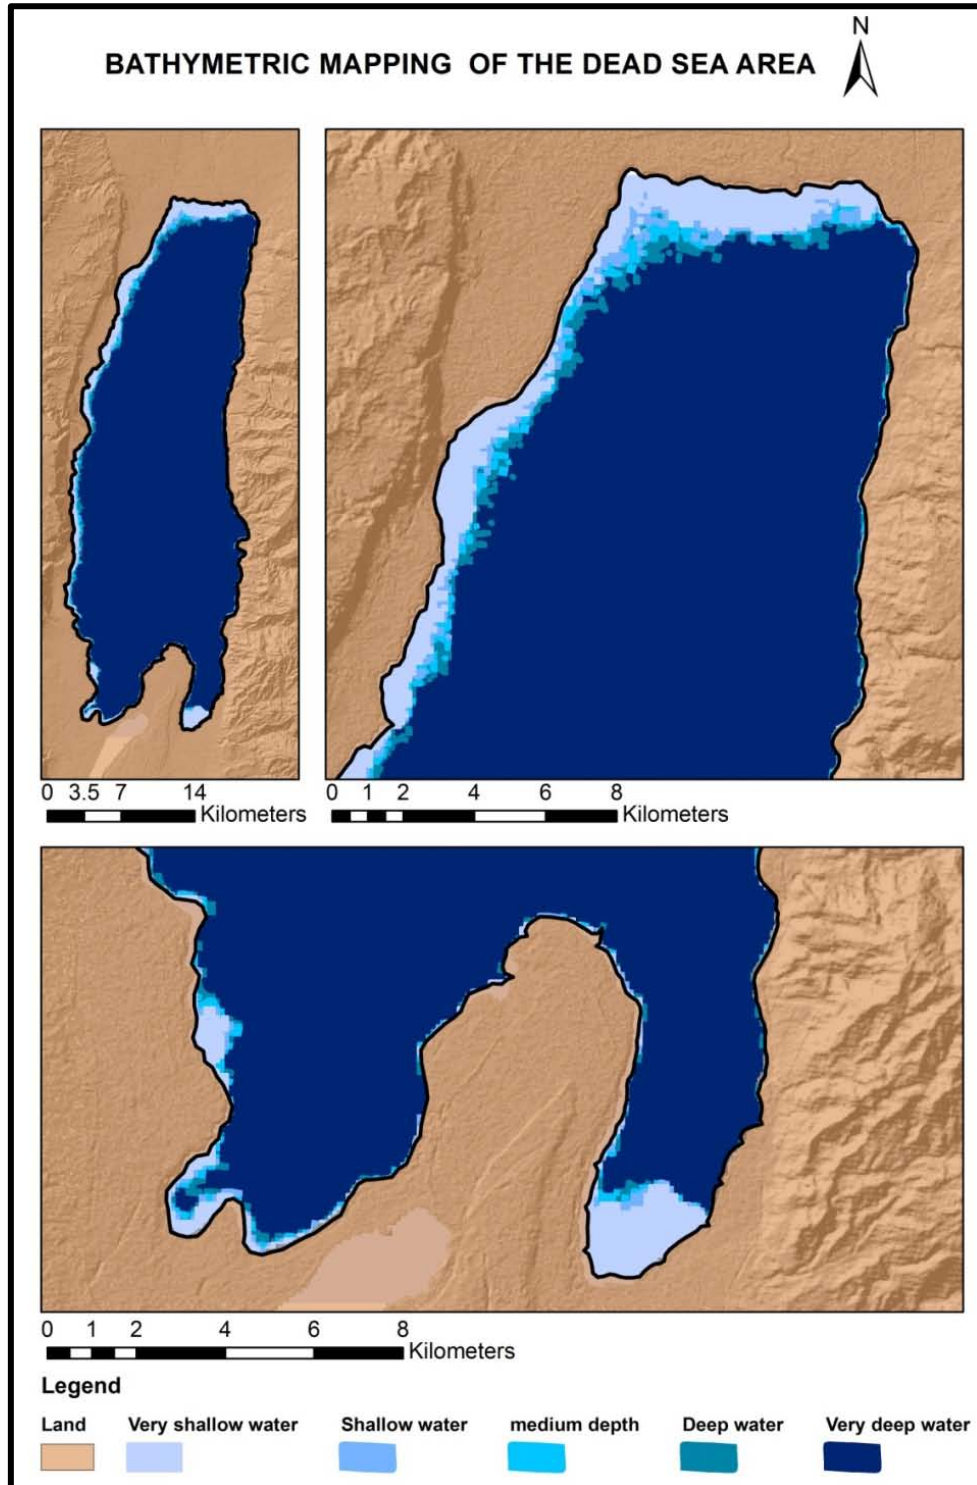 N
BATHYMETRIC MAPPING OF THE DEAD SEA AREA
0 3.5 7 14
Kilometers
0 1 2 4 6 8
Kilometers
0 1 2 4 6 8
Kilometers
Legend
Land Very shallow water Shallow water medium depth Deep water Very deep water